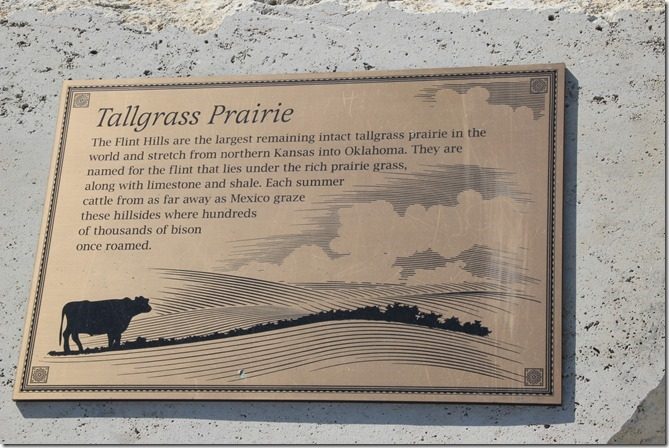 Tallgrass Prairie
The Flint Hills are the largest remaining intact tallgrass prairie in the
world and stretch from northern Kansas into Oklahoma. They are
named for the flint that lies under the rich prairie grass,
along with limestone and shale. Each summer
cattle from as far away as Mexico graze
these hillsides where hundreds
of thousands of bison
once roamed.